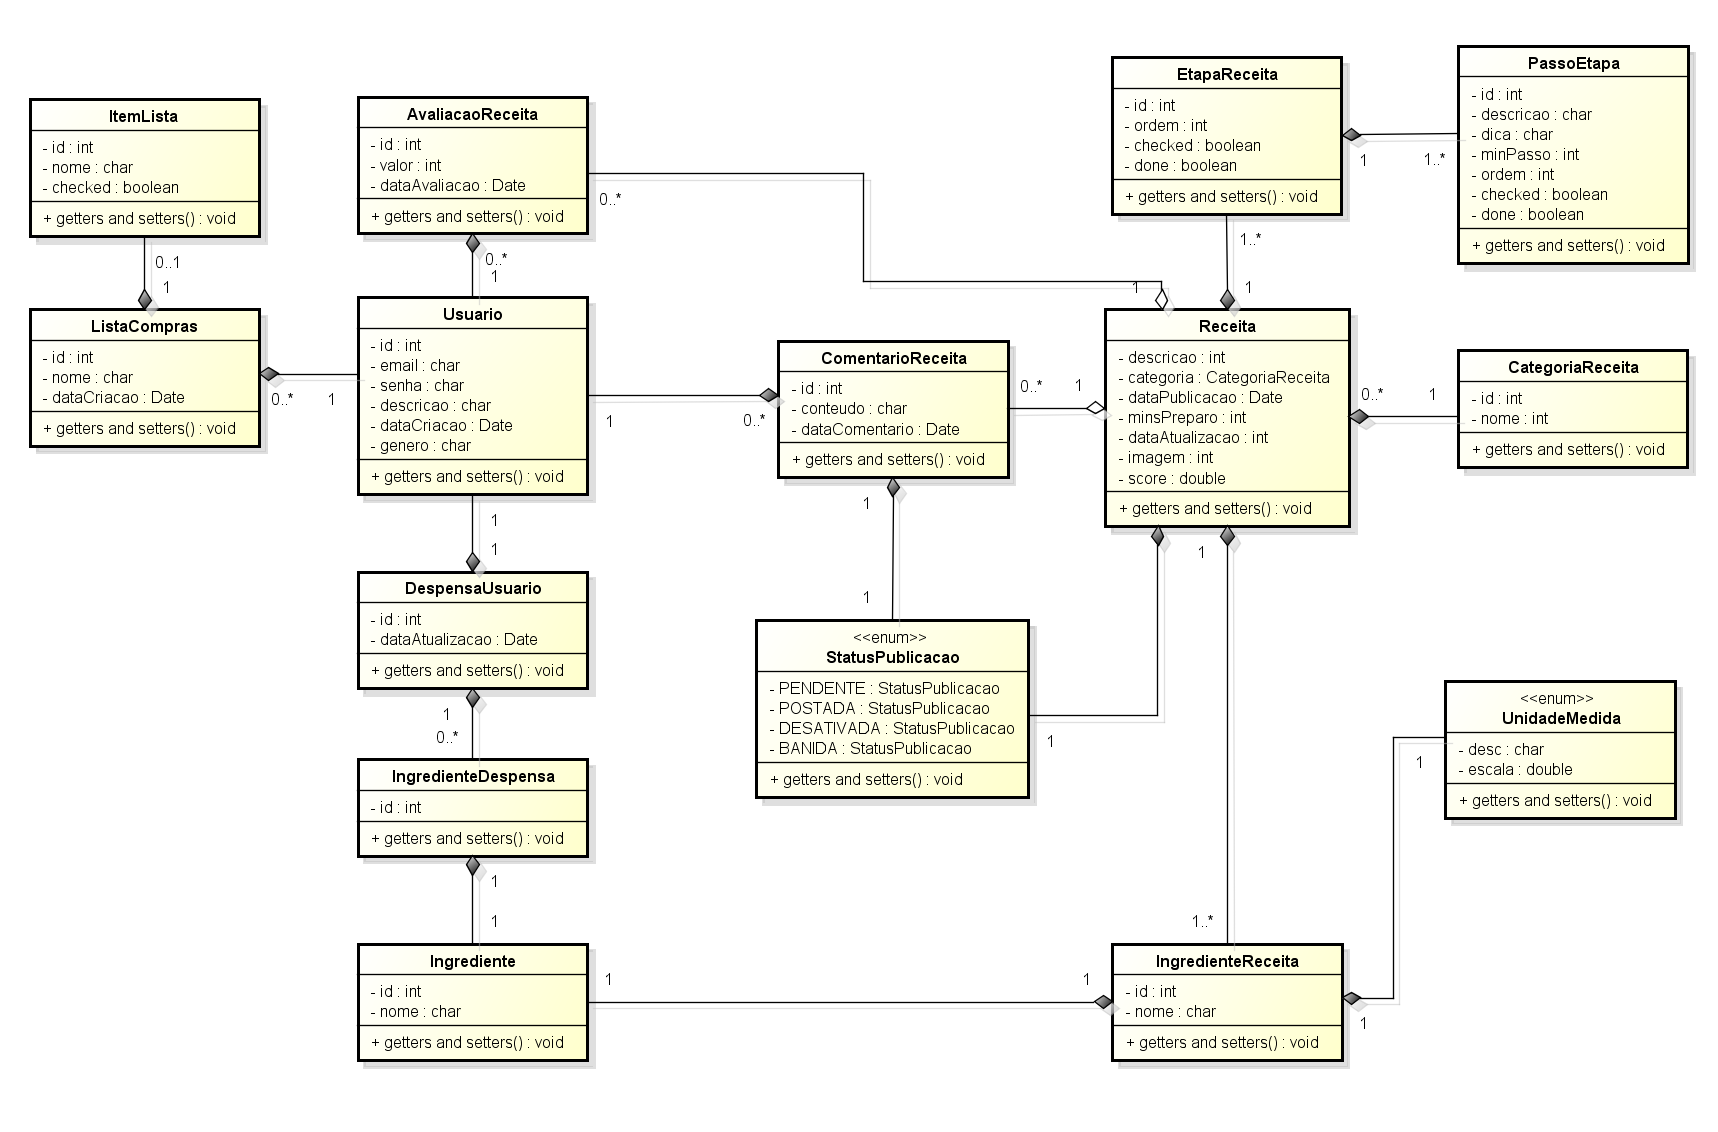 ItemLista
- id : int
- nome : char
- checked : boolean
+ getters and setters() : void
0..1
1
ListaCompras
- id : int
- nome : char
- dataCriacao : Date
+ getters and setters() : void
0..*
1
AvaliacaoReceita
- id : int
- valor : int
- dataAvaliacao : Date
+ getters and setters() : void
0..*
0..*
1
Usuario
- id : int
- email : char
- senha : char
- descricao : char
- dataCriacao : Date
- genero : char
+ getters and setters() : void
1
0..*
1
1
DespensaUsuario
- id : int
- dataAtualizacao : Date
+ getters and setters() : void
1
0..*
IngredienteDespensa
- id : int
+ getters and setters() : void
1
1
Ingrediente
- id : int
- nome : char
+ getters and setters() : void
1
1
ComentarioReceita
- id : int
- conteudo : char
- dataComentario : Date
+ getters and setters() : void
0..*
1
1
1
<<enum>>
StatusPublicacao
- PENDENTE : StatusPublicacao
- POSTADA : StatusPublicacao
- DESATIVADA : StatusPublicacao
- BANIDA : StatusPublicacao
+ getters and setters() : void
1
EtapaReceita
- id : int
- ordem : int
- checked : boolean
- done : boolean
+ getters and setters() : void
1
1..*
1..*
1
1
PassoEtapa
- id : int
- descricao : char
- dica : char
- minPasso : int
- ordem : int
- checked : boolean
- done : boolean
+ getters and setters() : void
Receita
- descricao : int
- categoria : CategoriaReceita
- dataPublicacao : Date
- minsPreparo : int
- dataAtualizacao : int
- imagem : int
- score : double
+ getters and setters() : void
0..*
1
1
1..*
CategoriaReceita
- id : int
- nome : int
+ getters and setters() : void
<<enum>>
UnidadeMedida
- desc : char
- escala : double
+ getters and setters() : void
1
IngredienteReceita
- id : int
- nome : char
+ getters and setters() : void
1